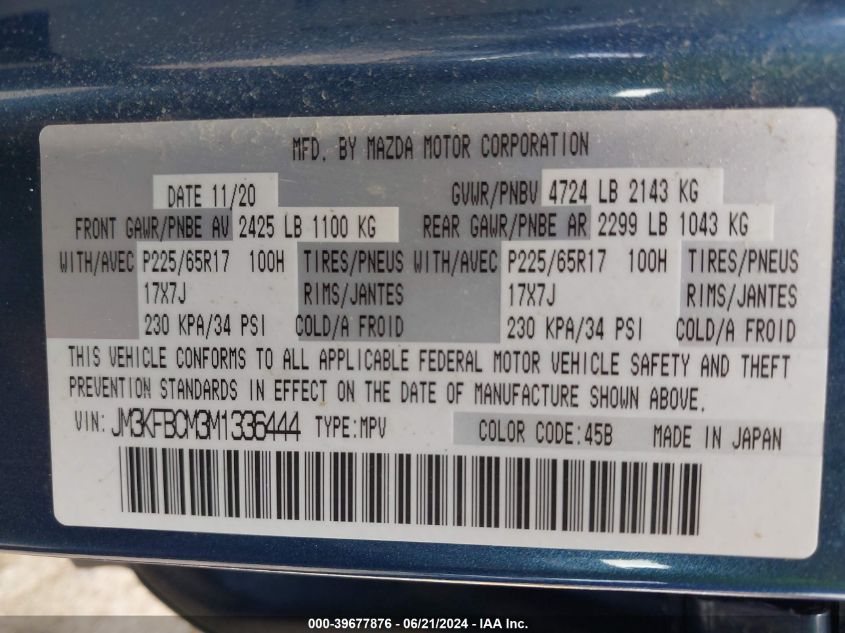 MFD. BY MAZDA MOTOR CORPORATION
DATE 11/20 GVWR/PNBV 4724 LB 2143 KG
FRONT GAWR/PNBE AV 2425 LB 1100 KG REAR GAWR/PNBE AR 2299 LB 1043 KG
WITH/AVEC P225/65R17 100H TIRES/PNEUS WITH/AVEC P225/65R17 100H TIRES/PNEUS
17X7J RIMS/JANTES 17X7J RIMS/JANTES
230 KPA/34 PSI COLD/A FROID 230 KPA/34 PSI COLD/A FROID
THIS VEHICLE CONFORMS TO ALL APPLICABLE FEDERAL MOTOR VEHICLE SAFETY AND THEFT
PREVENTION STANDARDS IN EFFECT ON THE DATE OF MANUFACTURE SHOWN ABOVE.
VIN: JM3KFBCM3M1336444 TYPE:MPV COLOR CODE:45B MADE IN JAPAN
000-39677876 / 06/21/2024 - IAA Inc.